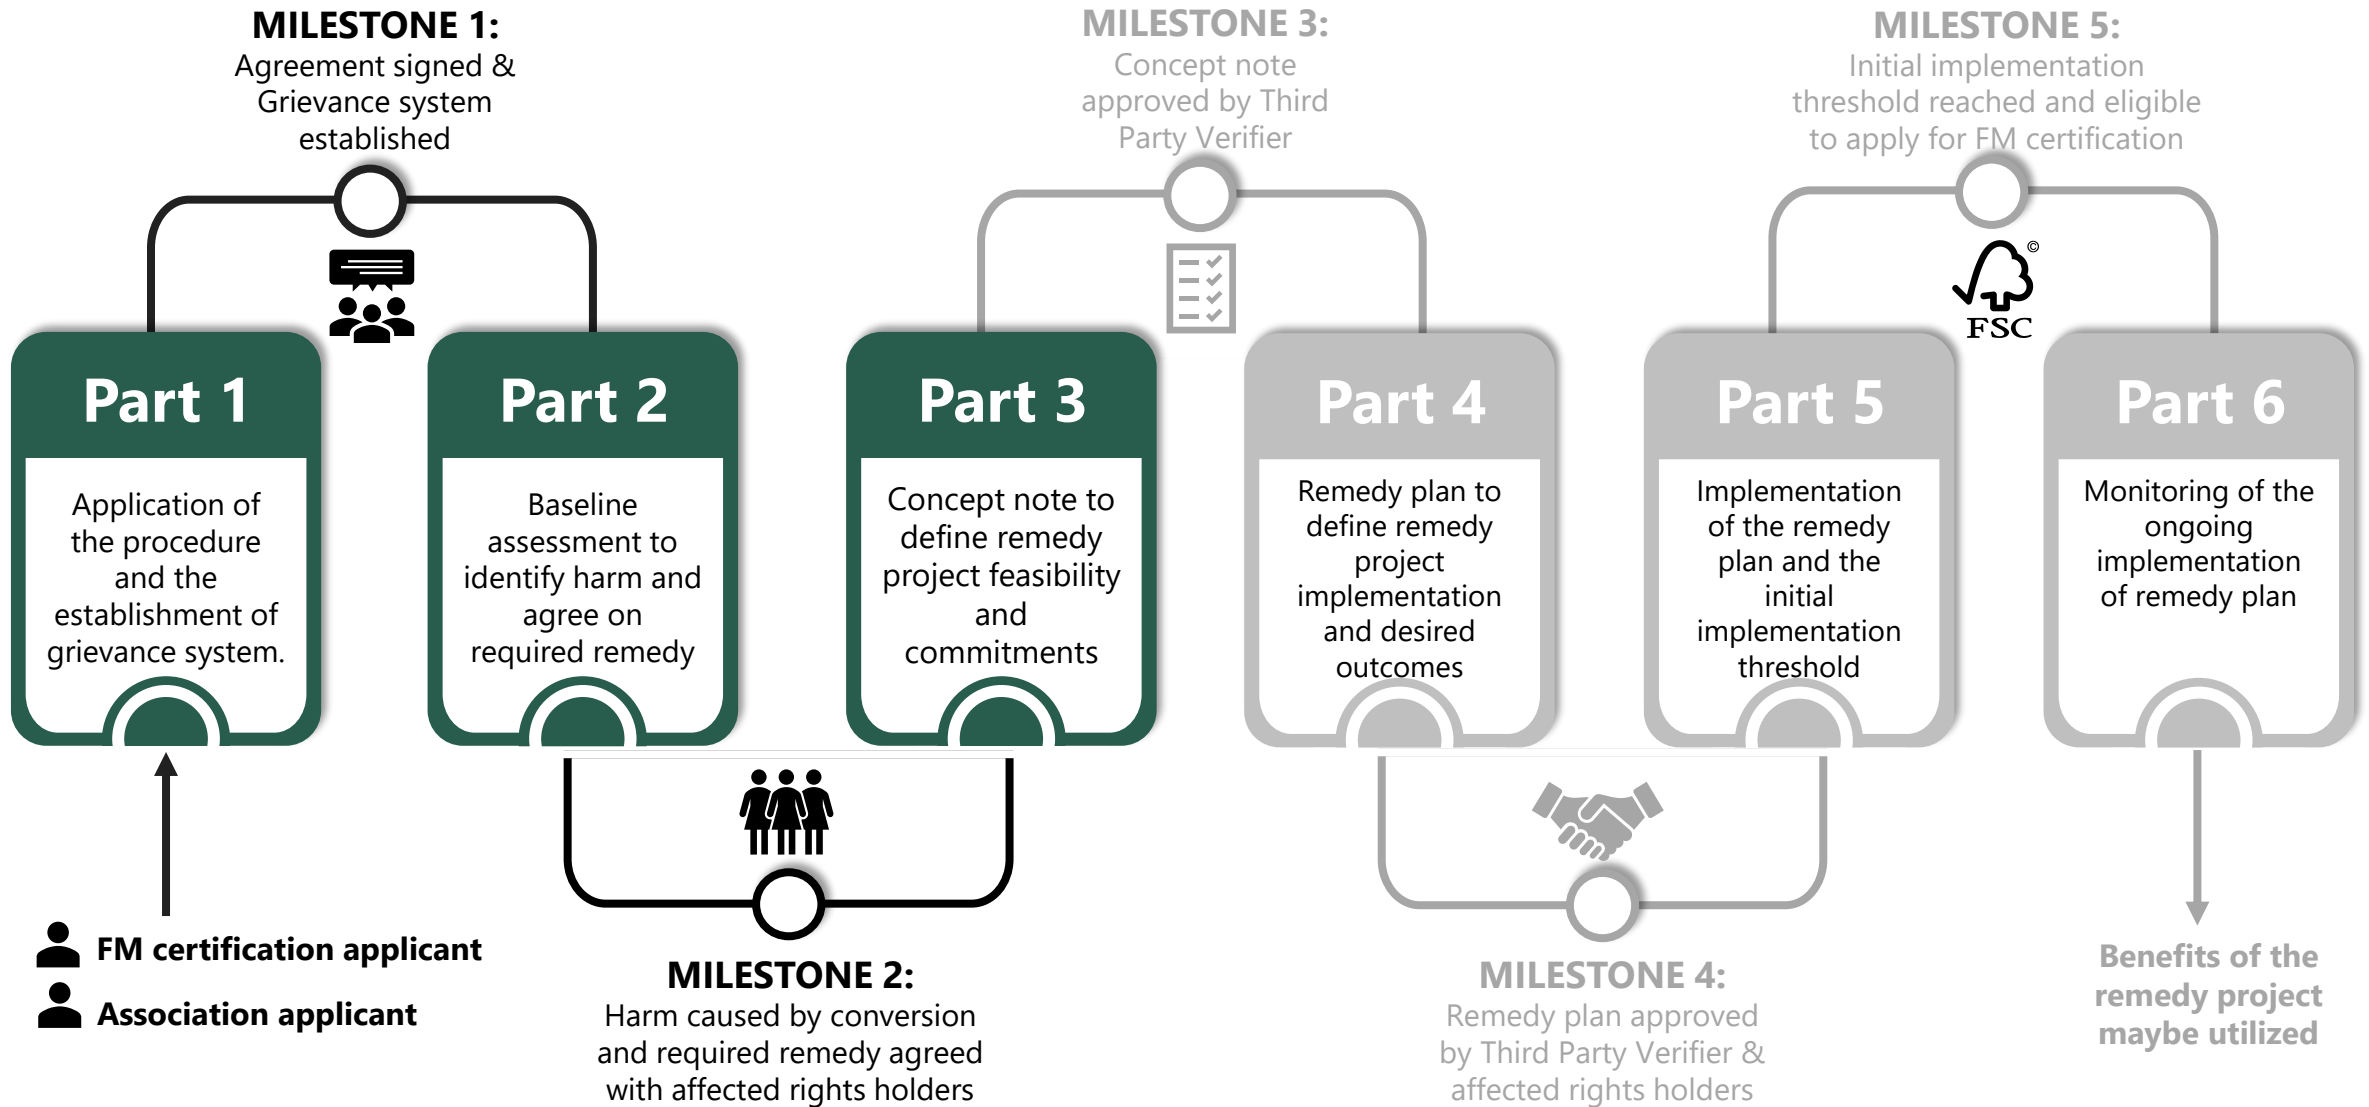 MILESTONE 1:
Agreement signed &
Grievance system
established
MILESTONE 3:
Concept note
approved by Third
Party Verifier
MILESTONE 5:
Initial implementation
threshold reached and eligible
to apply for FM certification
©
FSC
Part 1
Application of
the procedure
and the
establishment of
grievance system.
Part 2
Baseline
assessment to
identify harm and
agree on
required remedy
Part 3
Concept note to
define remedy
project feasibility
and
commitments
Part 4
Remedy plan to
define remedy
project
implementation
and desired
outcomes
Part 5
Implementation
of the remedy
plan and the
initial
implementation
threshold
Part 6
Monitoring of the
ongoing
implementation
of remedy plan
FM certification applicant
Association applicant
MILESTONE 2:
Harm caused by conversion
and required remedy agreed
with affected rights holders
MILESTONE 4:
Remedy plan approved
by Third Party Verifier &
affected rights holders
Benefits of the
remedy project
maybe utilized